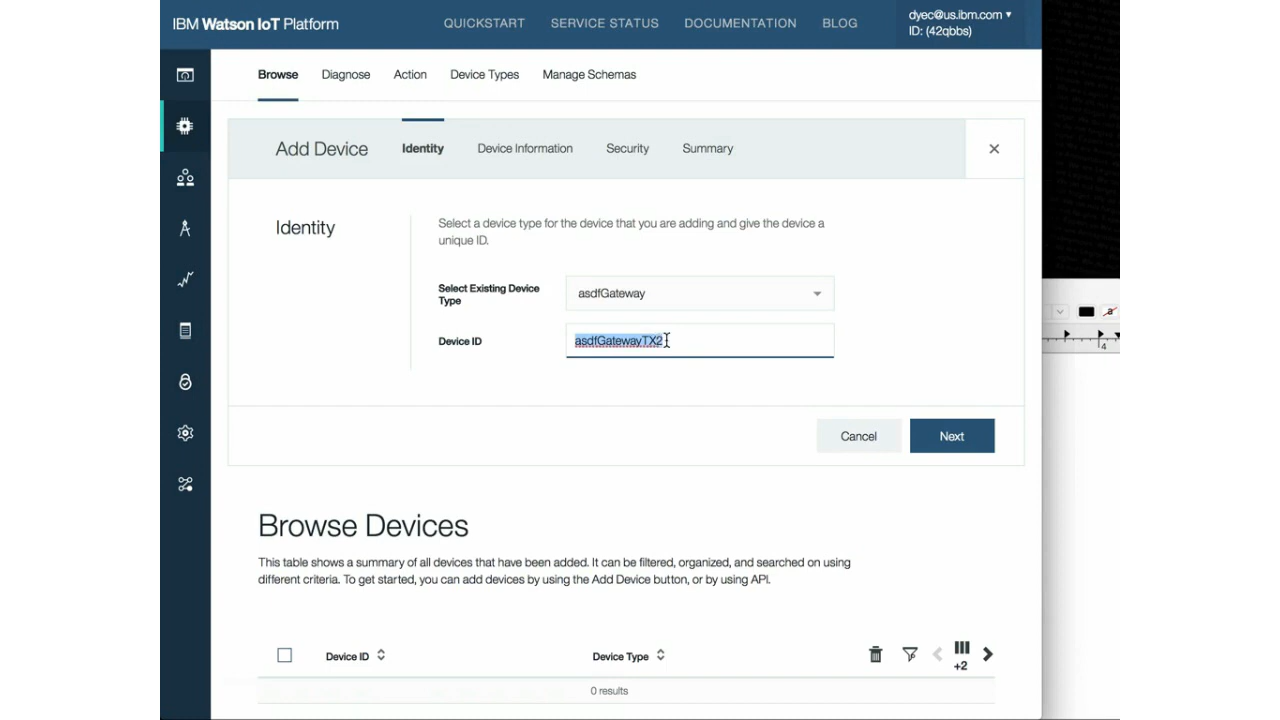 IBM Watson IoT Platform
QUICKSTART
SERVICE STATUS
DOCUMENTATION
BLOG
dyec@us.ibm.com
ID: (42qbbs)
Browse
Diagnose
Action
Device Types
Manage Schemas
Add Device
Identity
Device Information
Security
Summary
Identity
Select a device type for the device that you are adding and give the device a
unique ID.
Select Existing Device
Type
asdfGateway
Device ID
asdfGatewayTX2
Cancel
Next
Browse Devices
This table shows a summary of all devices that have been added. It can be filtered, organized, and searched on using
different criteria. To get started, you can add devices by using the Add Device button, or by using API.
Device ID
Device Type
+2
0 results
a
4